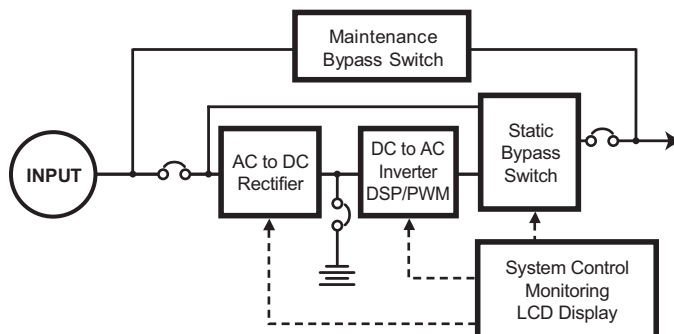 Maintenance
Bypass Switch
INPUT
AC to DC
Rectifier
DC to AC
Inverter
DSP/PWM
Static
Bypass
Switch
System Control
Monitoring
LCD Display